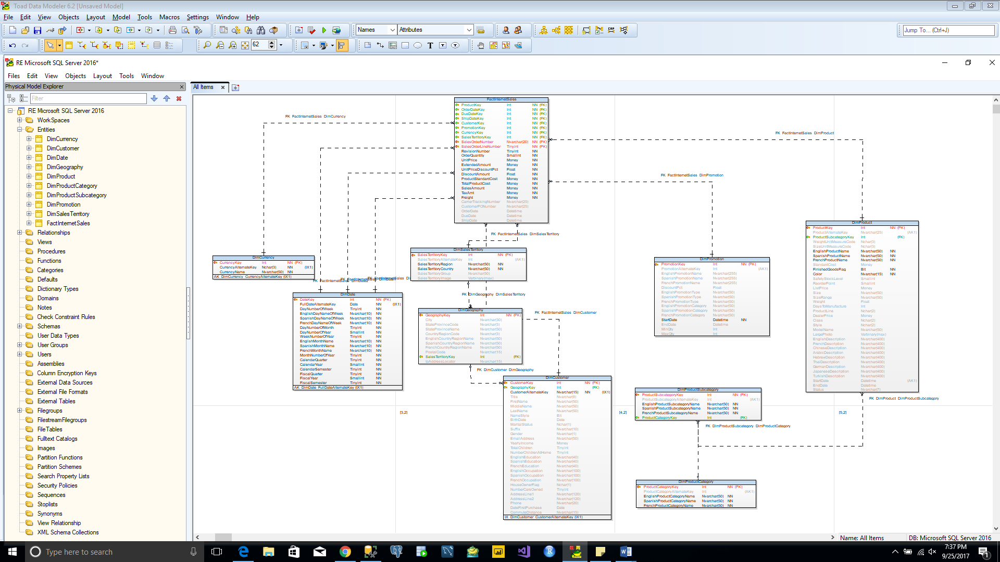 Toad Data Modeler 6.2 [Unsaved Model]
File Edit View Objects Layout Model Tools Macros Settings Window Help
Names Attributes
Jump To... (Ctrl+J)
62
RE Microsoft SQL Server 2016*
Files Edit View Objects Layout Tools Window
Physical Model Explorer
All Items
Filter
RE Microsoft SQL Server 2016
WorkSpaces
Entities
DimCurrency
DimCustomer
DimDate
DimGeography
DimProduct
DimProductCategory
DimProductSubcategory
DimPromotion
DimSalesTerritory
FactInternetSales
Relationships
Views
Procedures
Functions
Categories
Defaults
Dictionary Types
Domains
Notes
Check Constraint Rules
Schemas
User Data Types
User Groups
Users
Assemblies
Column Encryption Keys
External Data Sources
External File Formats
External Tables
Filegroups
FilestreamFilegroups
FileTables
Fulltext Catalogs
Images
Partition Functions
Partition Schemes
Search Property Lists
Security Policies
Sequences
Stoplists
Synonyms
View Relationship
XML Schema Collections
FactInternetSales
ProductKey Int NN (FK)
OrderDateKey Int NN (FK)
DueDateKey Int NN (FK)
ShipDateKey Int NN (FK)
CustomerKey Int NN (FK)
PromotionKey Int NN (FK)
CurrencyKey Int NN (FK)
SalesTerritoryKey Int NN (FK)
SalesOrderNumber Nvarchar(20) NN (PK)
SalesOrderLineNumber Tinyint NN (PK)
RevisionNumber Tinyint NN
OrderQuantity Smallint NN
UnitPrice Money NN
ExtendedAmount Money NN
UnitPriceDiscountPct Float NN
DiscountAmount Float NN
ProductStandardCost Money NN
TotalProductCost Money NN
SalesAmount Money NN
TaxAmt Money NN
Freight Money NN
CarrierTrackingNumber Nvarchar(25)
CustomerPONumber Nvarchar(25)
OrderDate Datetime
DueDate Datetime
ShipDate Datetime
FK FactInternetSales DimCurrency
FK FactInternetSales DimProduct
FK FactInternetSales DimPromotion
FK FactInternetSales DimSalesTerritory
DimCurrency
CurrencyKey Int NN (PK)
CurrencyAlternateKey Nchar(3) NN (IX1)
CurrencyName Nvarchar(50) NN
AK DimCurrency CurrencyAlternateKey (IX1)
DimSalesTerritory
SalesTerritoryKey Int NN (PK)
SalesTerritoryAlternateKey Int (AK1)
SalesTerritoryRegion Nvarchar(50) NN
SalesTerritoryCountry Nvarchar(50) NN
SalesTerritoryGroup Nvarchar(50)
SalesTerritoryImage Varbinary(max)
FK DimGeography DimSalesTerritory
DimDate
DateKey Int NN (PK)
FullDateAlternateKey Date NN (IX1)
DayNumberOfWeek Tinyint NN
EnglishDayNameOfWeek Nvarchar(10) NN
SpanishDayNameOfWeek Nvarchar(10) NN
FrenchDayNameOfWeek Nvarchar(10) NN
DayNumberOfMonth Tinyint NN
DayNumberOfYear Smallint NN
WeekNumberOfYear Tinyint NN
EnglishMonthName Nvarchar(10) NN
SpanishMonthName Nvarchar(10) NN
FrenchMonthName Nvarchar(10) NN
MonthNumberOfYear Tinyint NN
CalendarQuarter Tinyint NN
CalendarYear Smallint NN
CalendarSemester Tinyint NN
FiscalQuarter Tinyint NN
FiscalYear Smallint NN
FiscalSemester Tinyint NN
AK DimDate FullDateAlternateKey (IX1)
DimGeography
GeographyKey Int NN (PK)
City Nvarchar(30)
StateProvinceCode Nvarchar(3)
StateProvinceName Nvarchar(50)
CountryRegionCode Nvarchar(3)
EnglishCountryRegionName Nvarchar(50)
SpanishCountryRegionName Nvarchar(50)
FrenchCountryRegionName Nvarchar(50)
PostalCode Nvarchar(15)
SalesTerritoryKey Int (FK)
IpAddressLocator Nvarchar(15)
FK FactInternetSales DimCustomer
FK DimCustomer DimGeography
DimCustomer
CustomerKey Int NN (PK)
GeographyKey Int (FK)
CustomerAlternateKey Nvarchar(15) NN (IX1)
Title Nvarchar(8)
FirstName Nvarchar(50)
MiddleName Nvarchar(50)
LastName Nvarchar(50)
NameStyle Bit
BirthDate Date
MaritalStatus Nchar(1)
Suffix Nvarchar(10)
Gender Nvarchar(1)
EmailAddress Nvarchar(50)
YearlyIncome Money
TotalChildren Tinyint
NumberChildrenAtHome Tinyint
EnglishEducation Nvarchar(40)
SpanishEducation Nvarchar(40)
FrenchEducation Nvarchar(40)
EnglishOccupation Nvarchar(100)
SpanishOccupation Nvarchar(100)
FrenchOccupation Nvarchar(100)
HouseOwnerFlag Nchar(1)
NumberCarsOwned Tinyint
AddressLine1 Nvarchar(120)
AddressLine2 Nvarchar(120)
Phone Nvarchar(20)
DateFirstPurchase Date
CommuteDistance Nvarchar(15)
IX DimCustomer CustomerAlternateKey (IX1)
DimPromotion
PromotionKey Int NN (PK)
PromotionAlternateKey Int (AK1)
EnglishPromotionName Nvarchar(255)
SpanishPromotionName Nvarchar(255)
FrenchPromotionName Nvarchar(255)
DiscountPct Float
EnglishPromotionType Nvarchar(50)
SpanishPromotionType Nvarchar(50)
FrenchPromotionType Nvarchar(50)
EnglishPromotionCategory Nvarchar(50)
SpanishPromotionCategory Nvarchar(50)
FrenchPromotionCategory Nvarchar(50)
StartDate Datetime NN
EndDate Datetime
MinQty Int
MaxQty Int
DimProduct
ProductKey Int NN (PK)
ProductAlternateKey Nvarchar(25) (AK1)
ProductSubcategoryKey Int (FK)
WeightUnitMeasureCode Nchar(3)
SizeUnitMeasureCode Nchar(3)
EnglishProductName Nvarchar(50) NN
SpanishProductName Nvarchar(50) NN
FrenchProductName Nvarchar(50) NN
StandardCost Money
FinishedGoodsFlag Bit NN
Color Nvarchar(15) NN
SafetyStockLevel Smallint
ReorderPoint Smallint
ListPrice Money
Size Nvarchar(50)
SizeRange Nvarchar(50)
Weight Float
DaysToManufacture Int
ProductLine Nchar(2)
DealerPrice Money
Class Nchar(2)
Style Nchar(2)
ModelName Nvarchar(50)
LargePhoto Varbinary(max)
EnglishDescription Nvarchar(400)
FrenchDescription Nvarchar(400)
ChineseDescription Nvarchar(400)
ArabicDescription Nvarchar(400)
HebrewDescription Nvarchar(400)
ThaiDescription Nvarchar(400)
GermanDescription Nvarchar(400)
JapaneseDescription Nvarchar(400)
TurkishDescription Nvarchar(400)
StartDate Datetime (AK1)
EndDate Datetime
Status Nvarchar(7)
FK DimProduct DimProductSubcategory
DimProductSubcategory
ProductSubcategoryKey Int NN (PK)
ProductSubcategoryAlternateKey Int (AK1)
EnglishProductSubcategoryName Nvarchar(50) NN
SpanishProductSubcategoryName Nvarchar(50) NN
FrenchProductSubcategoryName Nvarchar(50) NN
ProductCategoryKey Int (FK)
FK DimProductSubcategory DimProductCategory
DimProductCategory
ProductCategoryKey Int NN (PK)
ProductCategoryAlternateKey Int (AK1)
EnglishProductCategoryName Nvarchar(50) NN
SpanishProductCategoryName Nvarchar(50) NN
FrenchProductCategoryName Nvarchar(50) NN
[3,2] [4,2] [5,2]
Name: All Items DB: Microsoft SQL Server 2016
Type here to search
7:37 PM
9/25/2017